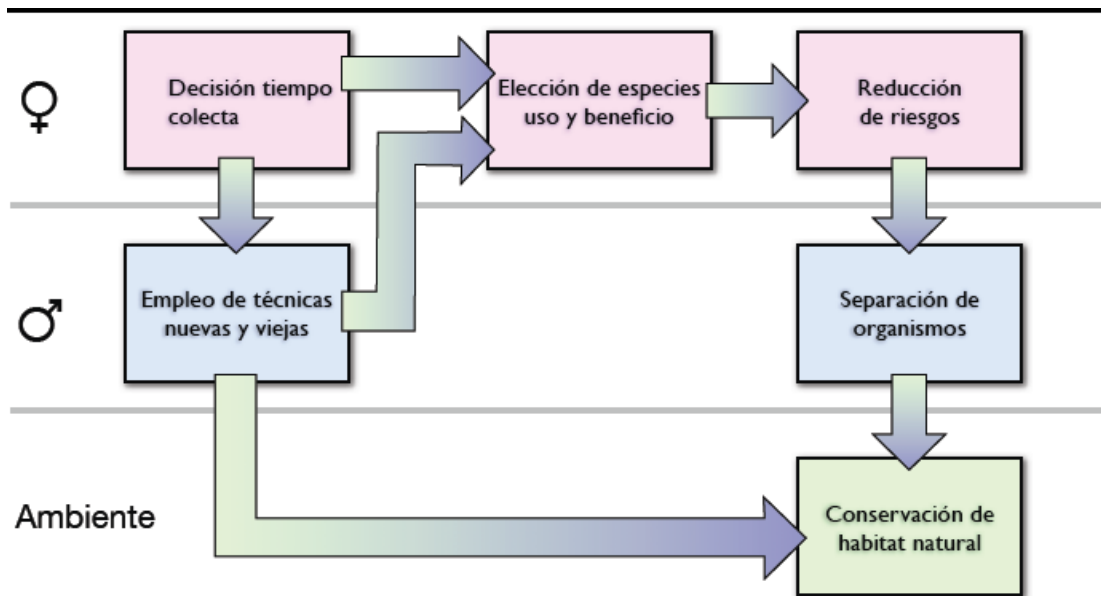 ♀
Decisión tiempo
colecta
Elección de especies
uso y beneficio
Reducción
de riesgos
♂
Empleo de técnicas
nuevas y viejas
Separación de
organismos
Ambiente
Conservación de
habitat natural